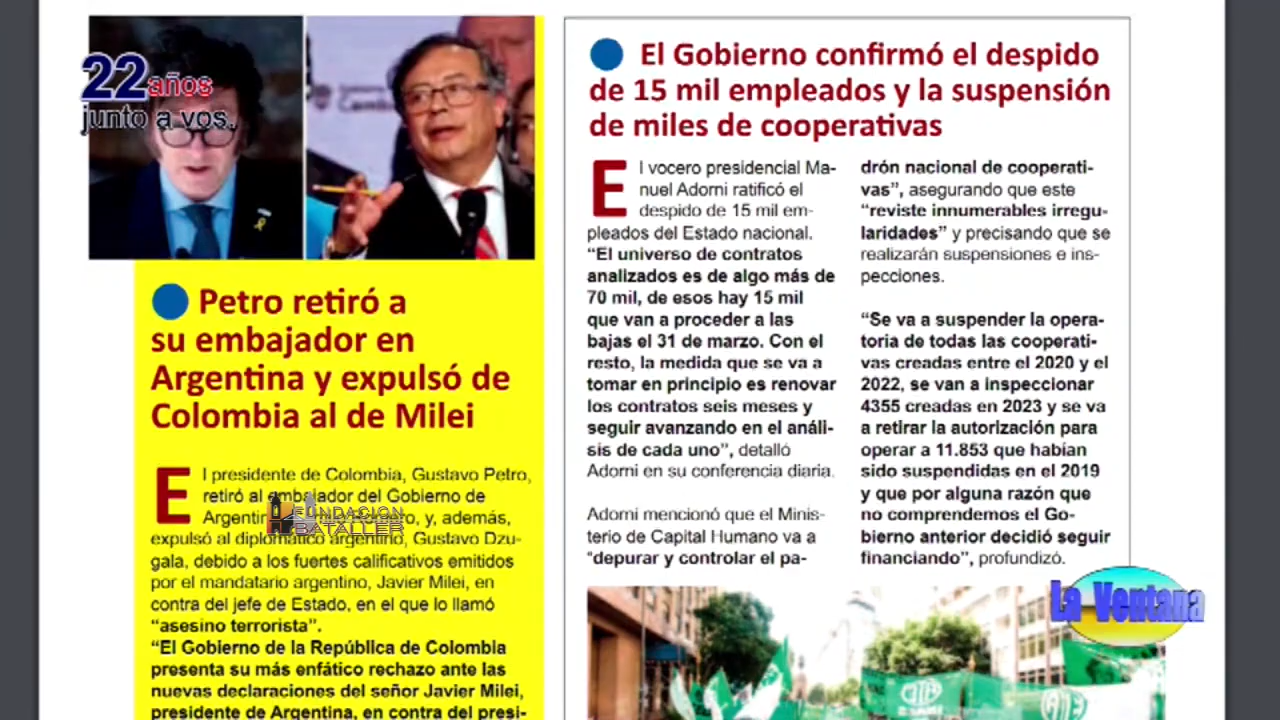 22 años
junto a vos.
Petro retiró a
su embajador en
Argentina y expulsó de
Colombia al de Milei
El presidente de Colombia, Gustavo Petro,
retiró al embajador del Gobierno de
Argentin o, y, además,
expulsó al diplomático argentino, Gustavo Dzu-
gala, debido a los fuertes calificativos emitidos
por el mandatario argentino, Javier Milei, en
contra del jefe de Estado, en el que lo llamó
“asesino terrorista”.
“El Gobierno de la República de Colombia
presenta su más enfático rechazo ante las
nuevas declaraciones del señor Javier Milei,
presidente de Argentina, en contra del presi-
FUNDACION
BATALLER
El Gobierno confirmó el despido
de 15 mil empleados y la suspensión
de miles de cooperativas
El vocero presidencial Ma-
nuel Adorni ratificó el
despido de 15 mil em-
pleados del Estado nacional.
“El universo de contratos
analizados es de algo más de
70 mil, de esos hay 15 mil
que van a proceder a las
bajas el 31 de marzo. Con el
resto, la medida que se va a
tomar en principio es renovar
los contratos seis meses y
seguir avanzando en el análi-
sis de cada uno”, detalló
Adorni en su conferencia diaria.
Adorni mencionó que el Minis-
terio de Capital Humano va a
“depurar y controlar el pa-
drón nacional de cooperati-
vas”, asegurando que este
“reviste innumerables irregu-
laridades” y precisando que se
realizarán suspensiones e ins-
pecciones.
“Se va a suspender la opera-
toria de todas las cooperati-
vas creadas entre el 2020 y el
2022, se van a inspeccionar
4355 creadas en 2023 y se va
a retirar la autorización para
operar a 11.853 que habían
sido suspendidas en el 2019
y que por alguna razón que
no comprendemos el Go-
bierno anterior decidió seguir
financiando”, profundizó.
La Ventana